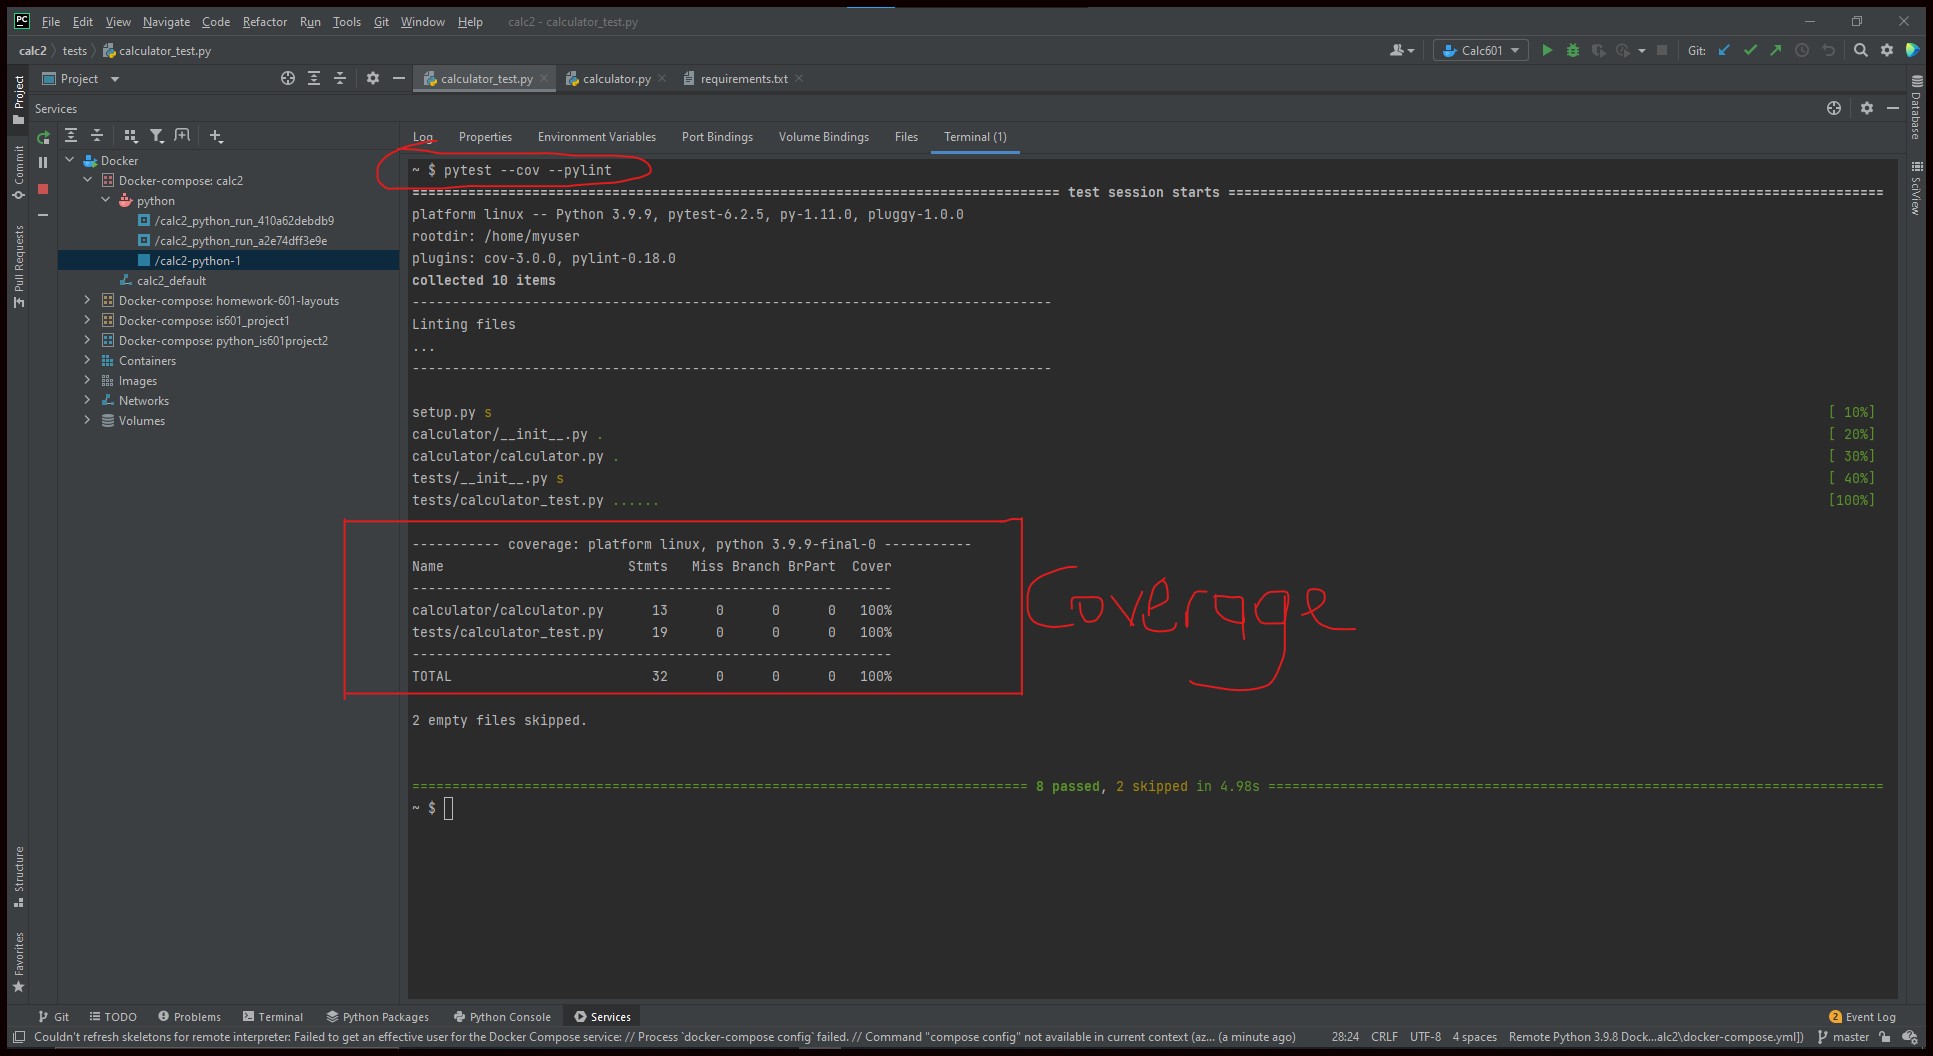 PC File Edit View Navigate Code Refactor Run Tools Git Window Help calc2 - calculator_test.py
calc2 tests calculator_test.py Calc601 Git:
Project calculator_test.py calculator.py requirements.txt
Services
Log Properties Environment Variables Port Bindings Volume Bindings Files Terminal (1)
Project
Commit
Pull Requests
Structure
Favorites
Database
SciView
Docker
Docker-compose: calc2
python
/calc2_python_run_410a62debdb9
/calc2_python_run_a2e74dff3e9e
/calc2-python-1
calc2_default
Docker-compose: homework-601-layouts
Docker-compose: is601_project1
Docker-compose: python_is601project2
Containers
Images
Networks
Volumes
~ $ pytest --cov --pylint
================================================================================= test session starts ==================================================================================
platform linux -- Python 3.9.9, pytest-6.2.5, py-1.11.0, pluggy-1.0.0
rootdir: /home/myuser
plugins: cov-3.0.0, pylint-0.18.0
collected 10 items
--------------------------------------------------------------------------------
Linting files
...
--------------------------------------------------------------------------------
setup.py s [ 10%]
calculator/__init__.py . [ 20%]
calculator/calculator.py . [ 30%]
tests/__init__.py s [ 40%]
tests/calculator_test.py ...... [100%]
----------- coverage: platform linux, python 3.9.9-final-0 -----------
Name Stmts Miss Branch BrPart Cover
------------------------------------------------------------
calculator/calculator.py 13 0 0 0 100%
tests/calculator_test.py 19 0 0 0 100%
------------------------------------------------------------
TOTAL 32 0 0 0 100%
Coverage
2 empty files skipped.
============================================================================= 8 passed, 2 skipped in 4.98s =============================================================================
~ $
Git TODO Problems Terminal Python Packages Python Console Services 2 Event Log
Couldn't refresh skeletons for remote interpreter: Failed to get an effective user for the Docker Compose service: // Process `docker-compose config` failed. // Command "compose config" not available in current context (az... (a minute ago) 28:24 CRLF UTF-8 4 spaces Remote Python 3.9.8 Dock...alc2\docker-compose.yml]) master